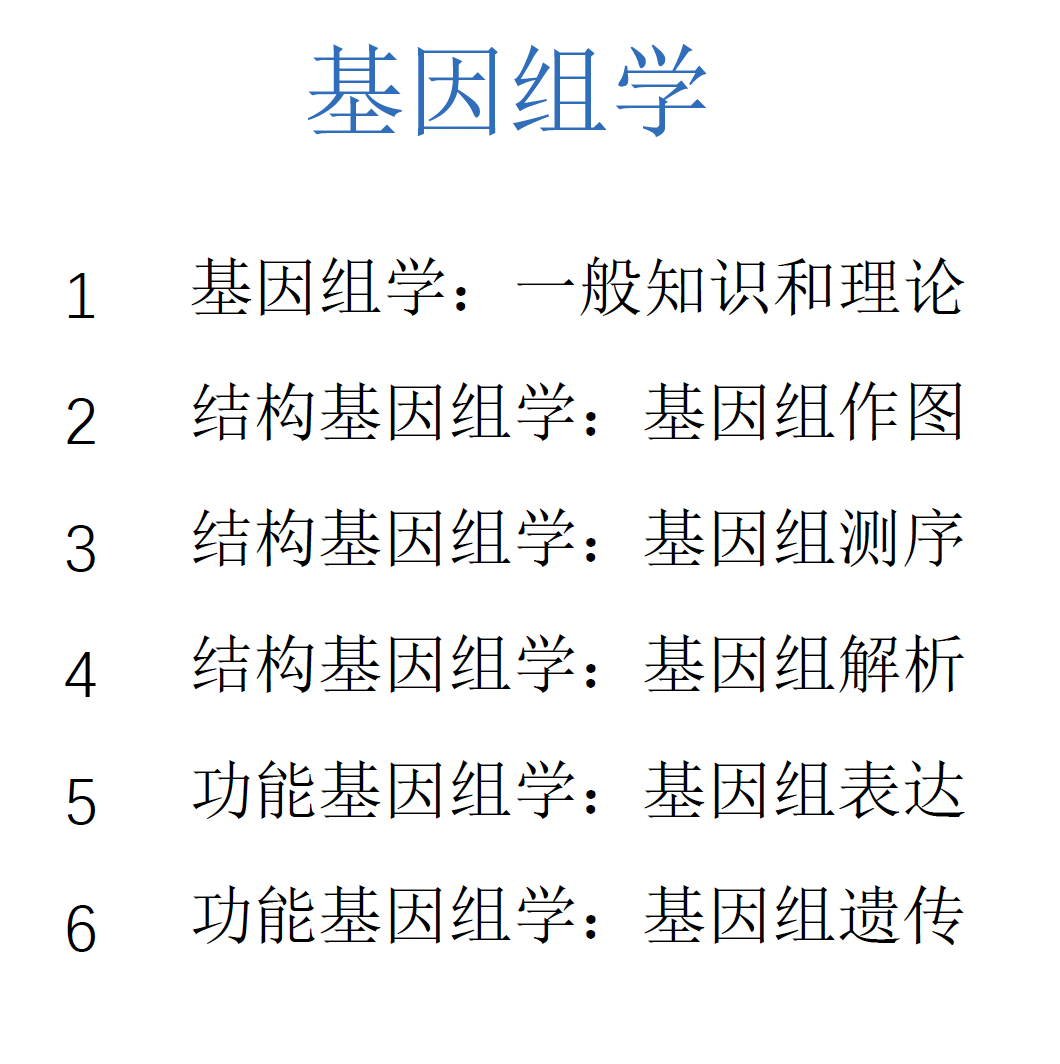 基因组学
1 基因组学：一般知识和理论
2 结构基因组学：基因组作图
3 结构基因组学：基因组测序
4 结构基因组学：基因组解析
5 功能基因组学：基因组表达
6 功能基因组学：基因组遗传